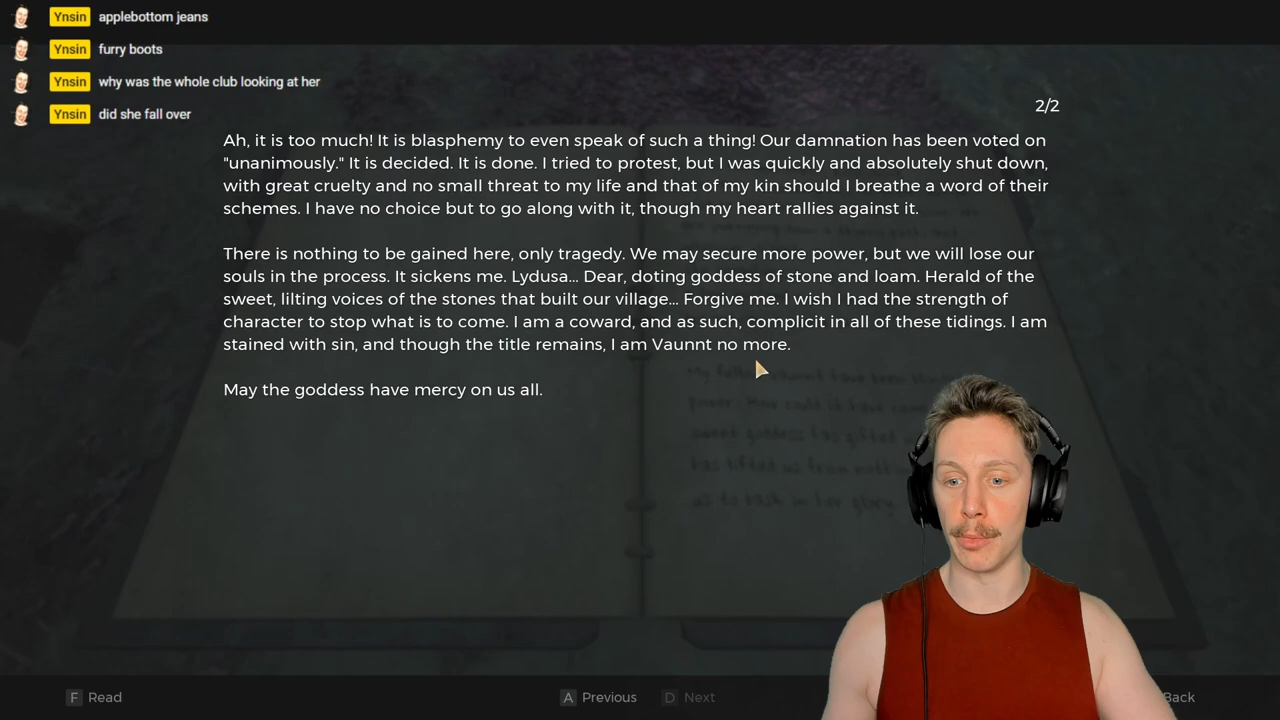 Ynsin applebottom jeans
Ynsin furry boots
Ynsin why was the whole club looking at her
Ynsin did she fall over
2/2
Ah, it is too much! It is blasphemy to even speak of such a thing! Our damnation has been voted on
"unanimously." It is decided. It is done. I tried to protest, but I was quickly and absolutely shut down,
with great cruelty and no small threat to my life and that of my kin should I breathe a word of their
schemes. I have no choice but to go along with it, though my heart rallies against it.
There is nothing to be gained here, only tragedy. We may secure more power, but we will lose our
souls in the process. It sickens me. Lydusa... Dear, doting goddess of stone and loam. Herald of the
sweet, lilting voices of the stones that built our village... Forgive me. I wish I had the strength of
character to stop what is to come. I am a coward, and as such, complicit in all of these tidings. I am
stained with sin, and though the title remains, I am Vaunnt no more.
May the goddess have mercy on us all.
F Read
A Previous
D Next
Back